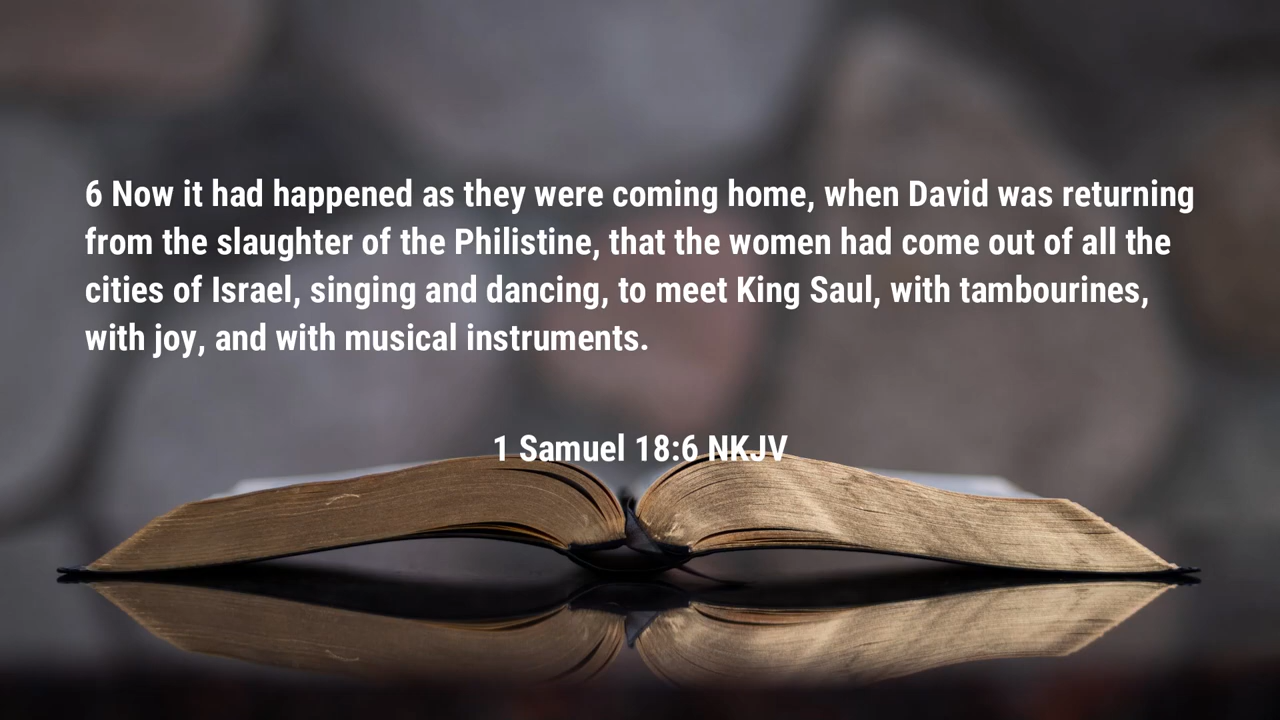 6 Now it had happened as they were coming home, when David was returning
from the slaughter of the Philistine, that the women had come out of all the
cities of Israel, singing and dancing, to meet King Saul, with tambourines,
with joy, and with musical instruments.
1 Samuel 18:6 NKJV